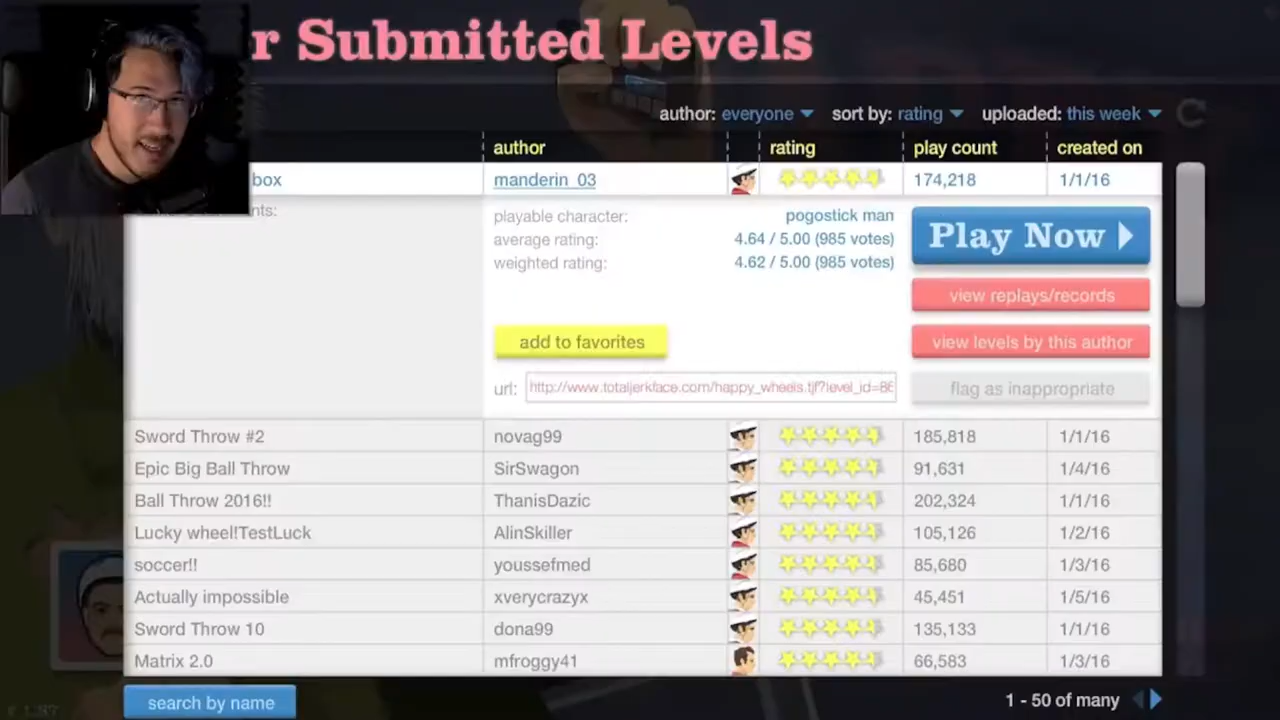 r Submitted Levels
author: everyone sort by: rating uploaded: this week
author rating play count created on
box manderin_03 174,218 1/1/16
nts:
playable character: pogostick man
average rating: 4.64 / 5.00 (985 votes)
weighted rating: 4.62 / 5.00 (985 votes)
Play Now
view replays/records
add to favorites
view levels by this author
url: http://www.totaljerkface.com/happy_wheels.tjf?level_id=86
flag as inappropriate
Sword Throw #2 novag99 185,818 1/1/16
Epic Big Ball Throw SirSwagon 91,631 1/4/16
Ball Throw 2016!! ThanisDazic 202,324 1/1/16
Lucky wheel!TestLuck AlinSkiller 105,126 1/2/16
soccer!! youssefmed 85,680 1/3/16
Actually impossible xverycrazyx 45,451 1/5/16
Sword Throw 10 dona99 135,133 1/1/16
Matrix 2.0 mfroggy41 66,583 1/3/16
search by name 1 - 50 of many